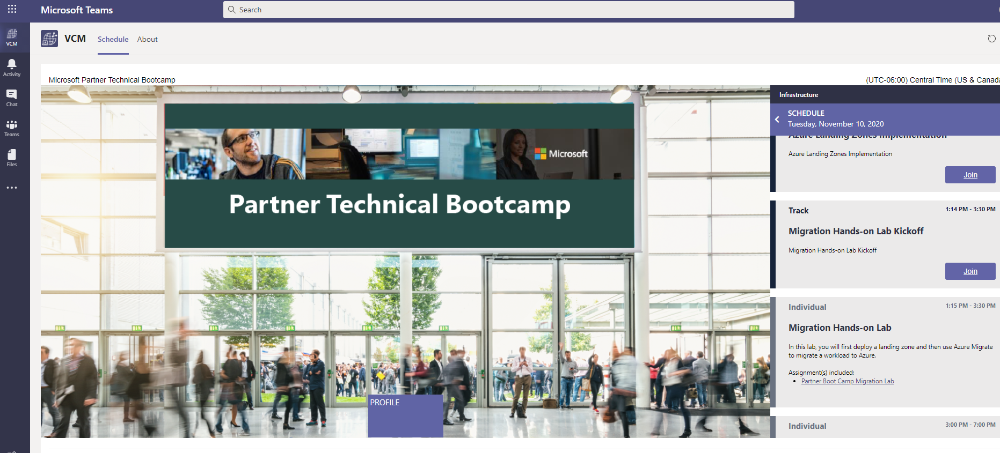 Microsoft Teams
Search
VCM
Activity
Chat
Teams
Files
VCM
Schedule
About
Microsoft Partner Technical Bootcamp
(UTC-06:00) Central Time (US & Canada
Microsoft
Partner Technical Bootcamp
PROFILE
Infrastructure
SCHEDULE
Tuesday, November 10, 2020
Azure Landing Zones Implementation
Azure Landing Zones Implementation
Join
Track
1:14 PM - 3:30 PM
Migration Hands-on Lab Kickoff
Migration Hands-on Lab Kickoff
Join
Individual
1:15 PM - 3:30 PM
Migration Hands-on Lab
In this lab, you will first deploy a landing zone and then use Azure Migrate
to migrate a workload to Azure.
Assignment(s) included:
• Partner Boot Camp Migration Lab
Individual
3:00 PM - 7:00 PM